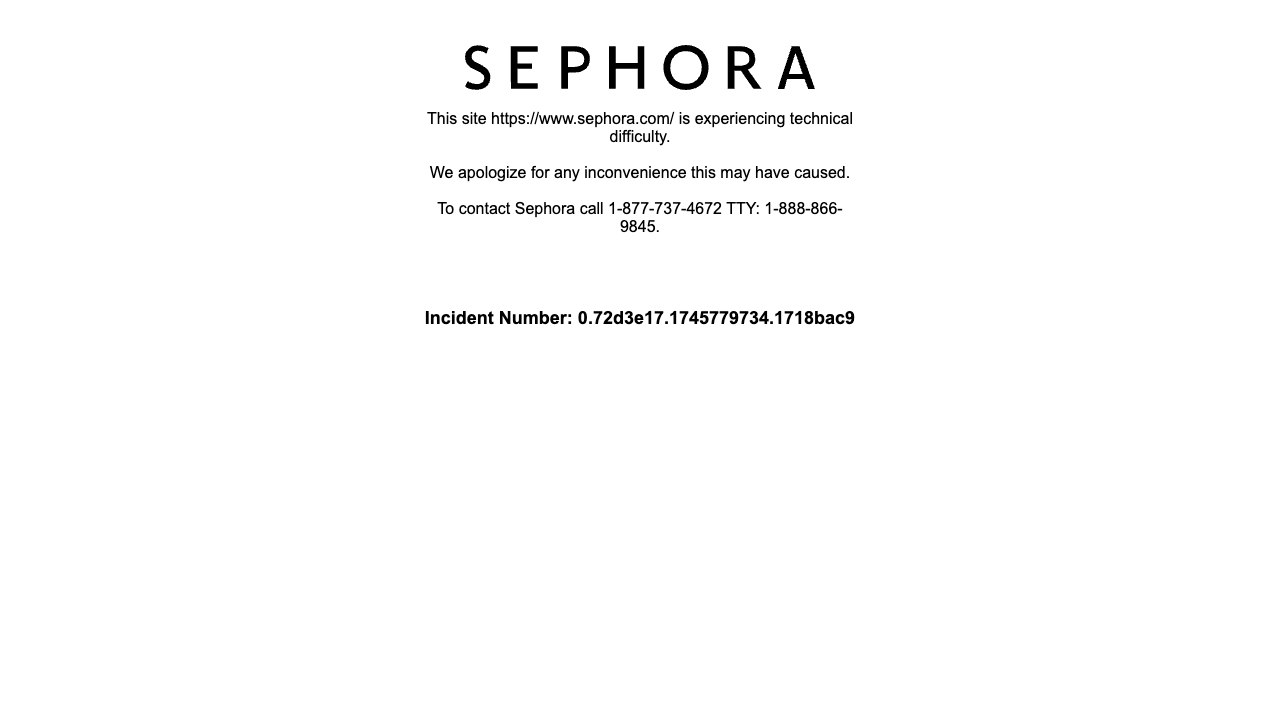 SEPHORA
This site https://www.sephora.com/ is experiencing technical
difficulty.
We apologize for any inconvenience this may have caused.
To contact Sephora call 1-877-737-4672 TTY: 1-888-866-
9845.
Incident Number: 0.72d3e17.1745779734.1718bac9